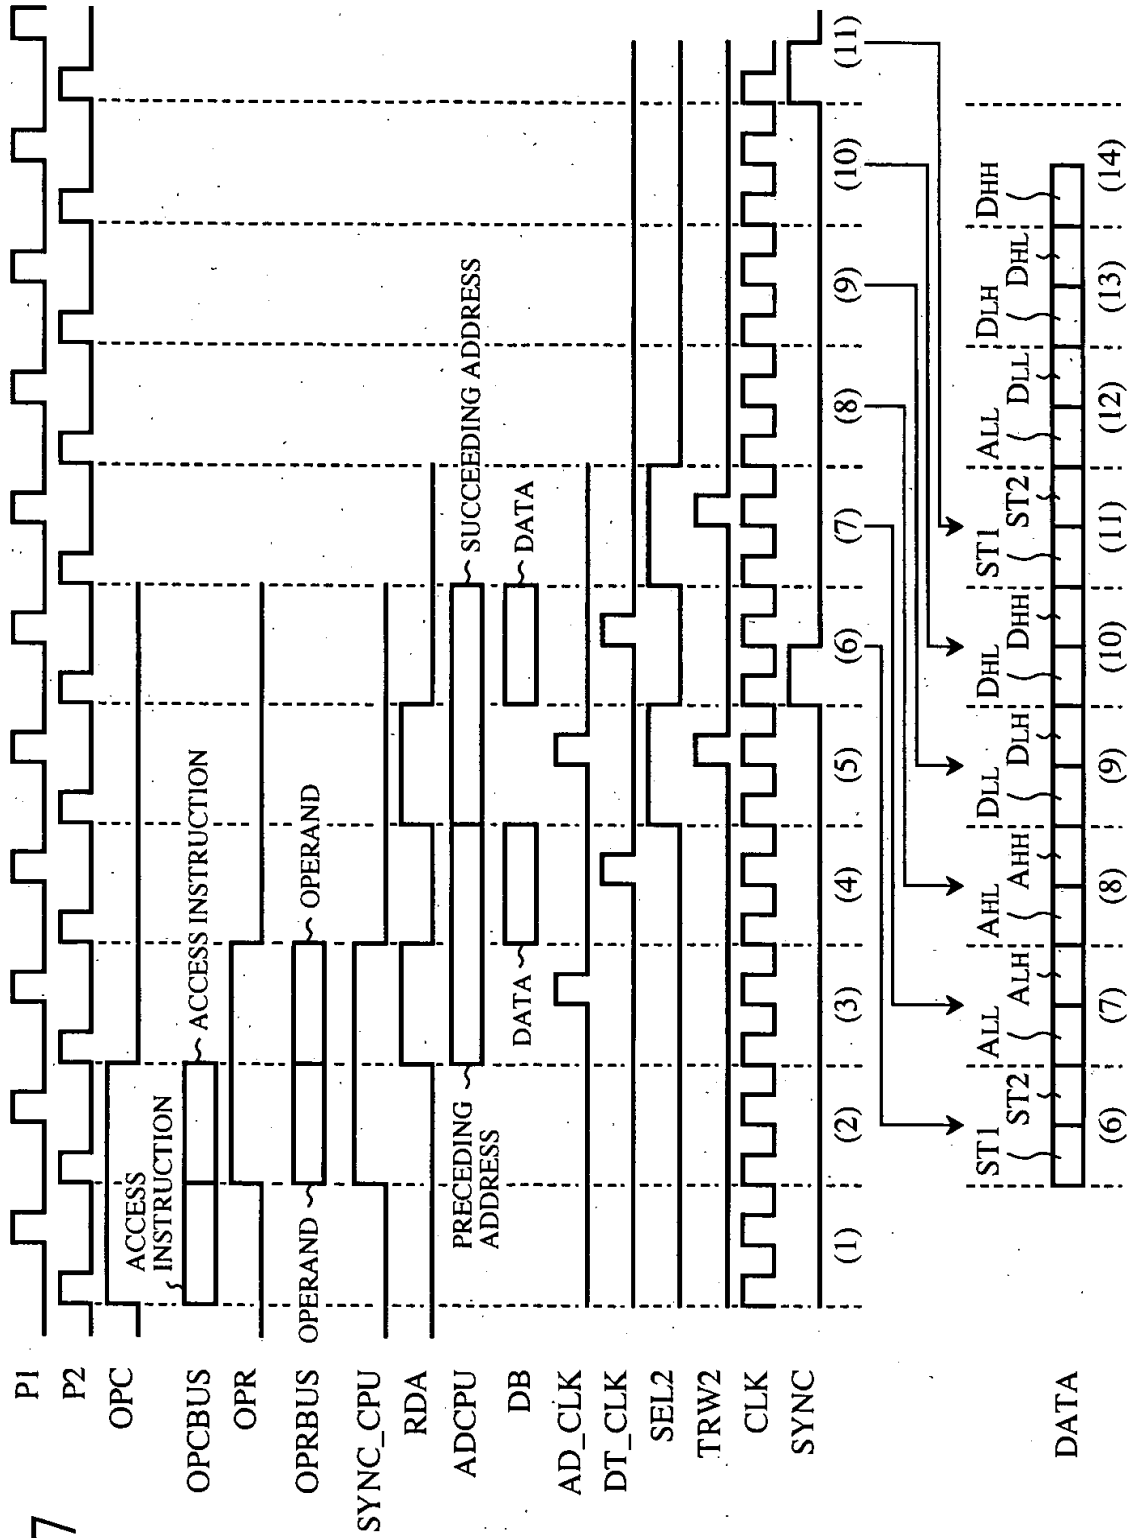 7
P1
P2
OPC
ACCESS
INSTRUCTION
ACCESS INSTRUCTION
OPCBUS
OPR
OPRBUS
OPERAND
OPERAND
SYNC_CPU
RDA
ADCPU
PRECEDING
ADDRESS
SUCCEEDING ADDRESS
DB
DATA
DATA
AD_CLK
DT_CLK
SEL2
TRW2
CLK
SYNC
(1) (2) (3) (4) (5) (6) (7) (8) (9) (10) (11)
ST1 ST2 ALL ALH AHL AHH DLL DLH DHL DHH ST1 ST2 ALL DLL DLH DHL DHH
DATA
(6) (7) (8) (9) (10) (11) (12) (13) (14)